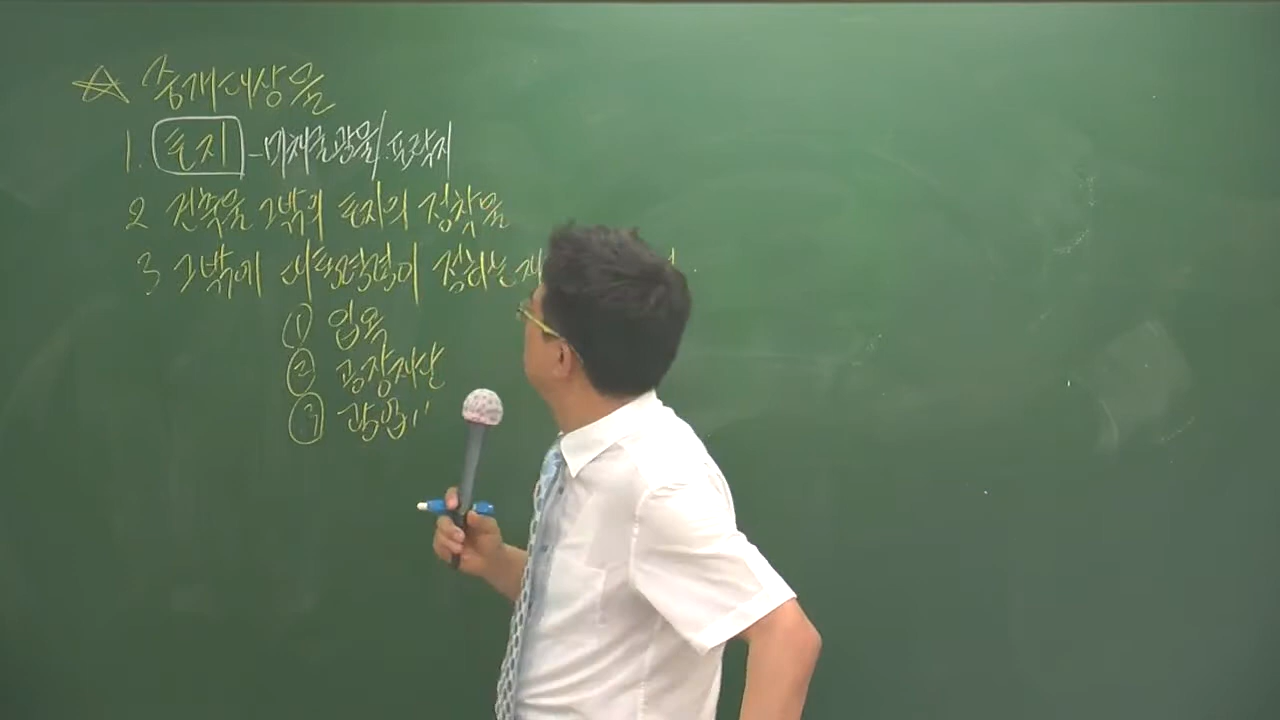 ☆ 중개대상물
1. 토지 - 미채굴광물, 포락지
2 건축물 그밖의 토지의 정착물
3 그밖에 대통령령이 정하는 재
① 입목
② 공장재단
③ 광업〃